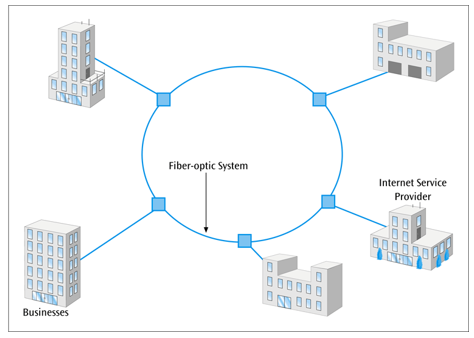 Fiber-optic System
Internet Service
Provider
Businesses